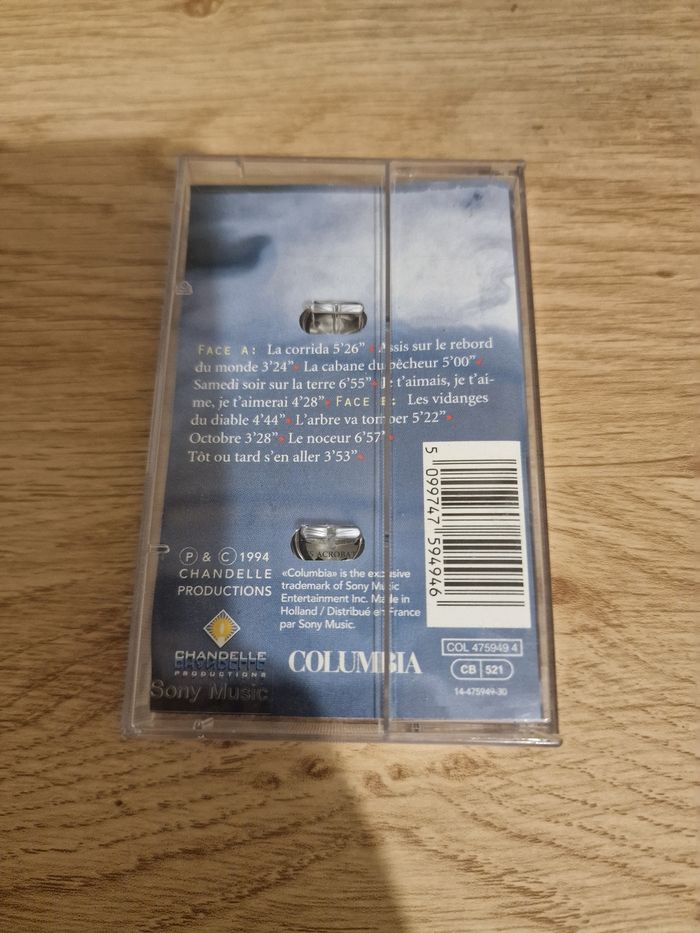 FACE A: La corrida 5'26” • Assis sur le rebord
du monde 3'24” • La cabane du pêcheur 5'00” •
Samedi soir sur la terre 6'55” • Je t'aimais, je t'ai-
me, je t'aimerai 4'28” • FACE B: Les vidanges
du diable 4'44” • L'arbre va tomber 5'22” •
Octobre 3'28” • Le noceur 6'57” •
Tôt ou tard s'en aller 3'53” •
5 099747 594946
S ACROBAT
Ⓟ & Ⓒ 1994
CHANDELLE
PRODUCTIONS
«Columbia» is the exclusive
trademark of Sony Music
Entertainment Inc. Made in
Holland / Distribué en France
par Sony Music.
CHANDELLE
PRODUCTIONS
Sony Music
COLUMBIA
COL 475949 4
CB 521
14-475949-30